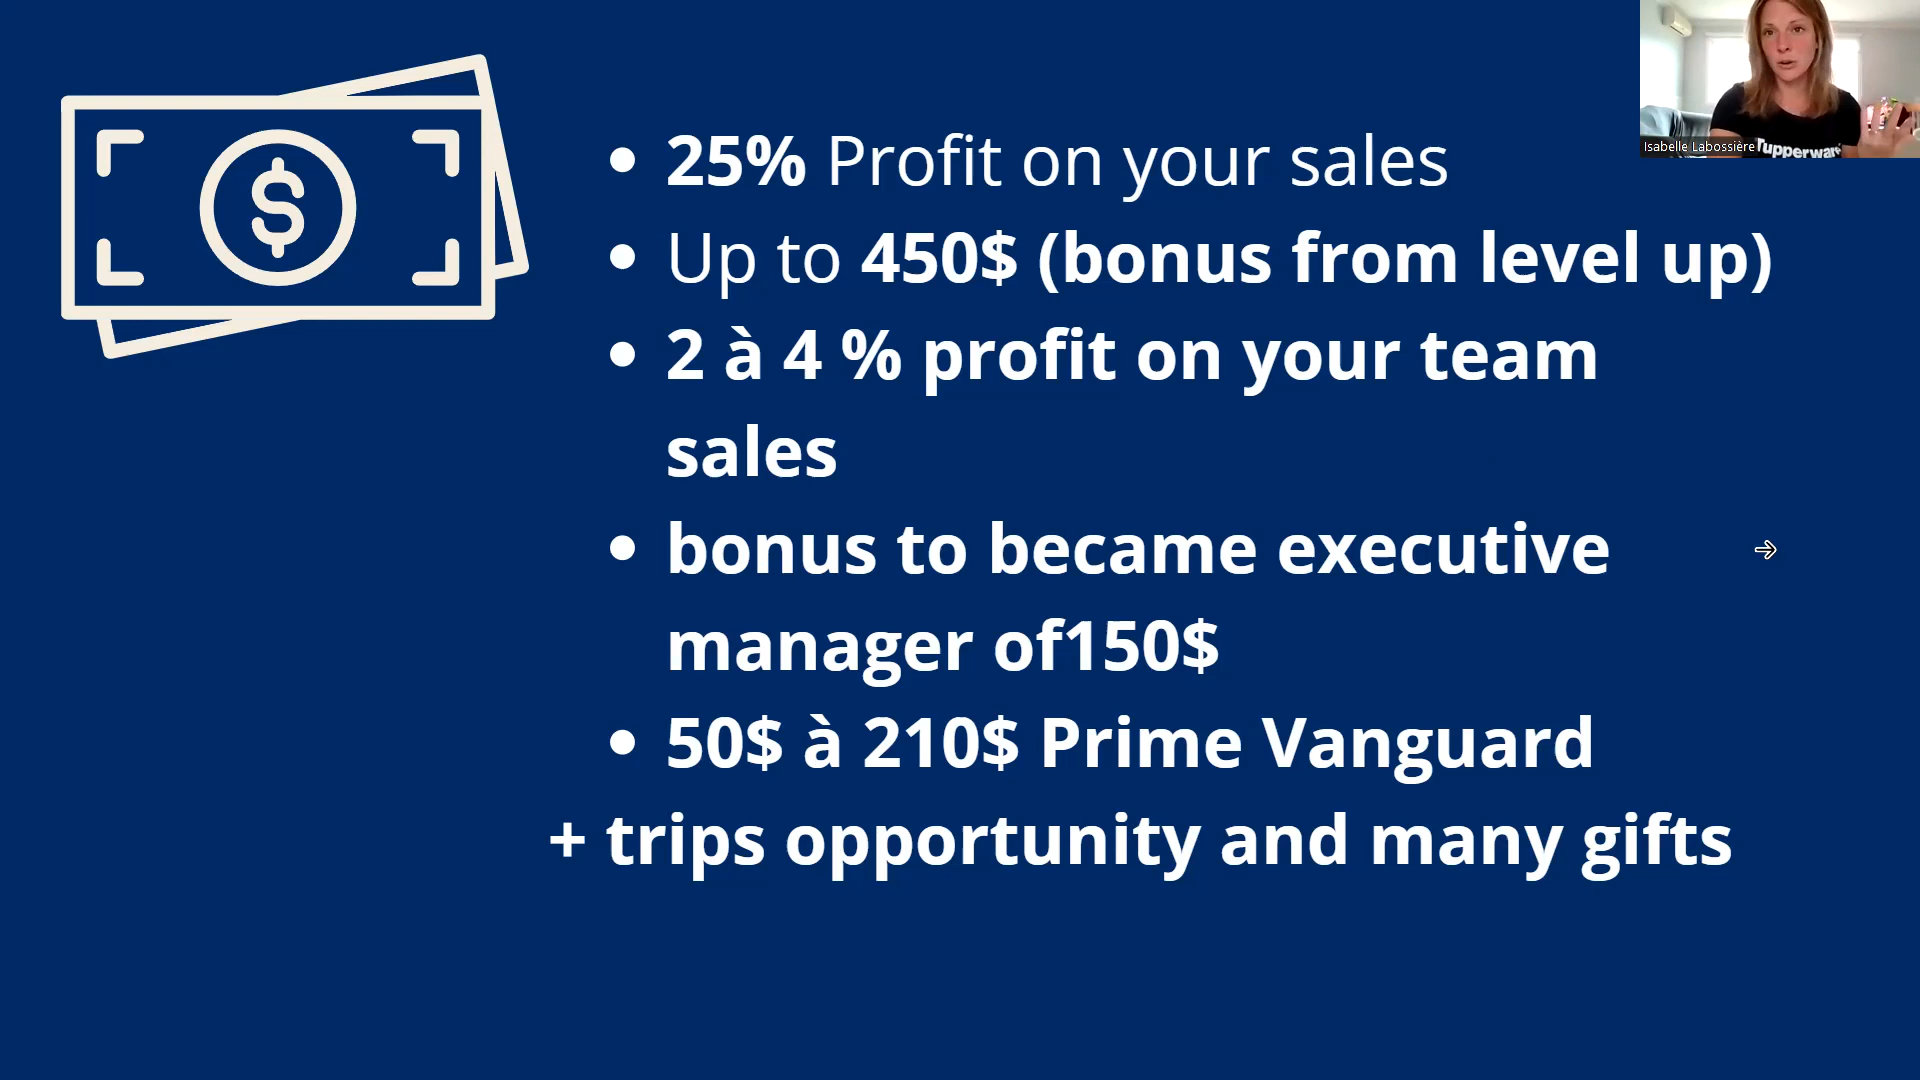 25% Profit on your sales
Up to 450$ (bonus from level up)
2 à 4 % profit on your team
sales
bonus to became executive
manager of150$
50$ à 210$ Prime Vanguard
+ trips opportunity and many gifts
$
Isabelle Labossière
Tupperware